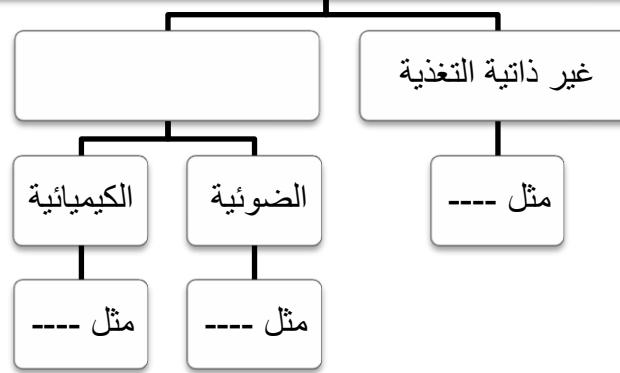 غير ذاتية التغذية
الضوئية
الكيميائية
مثل ----
مثل ----
مثل ----